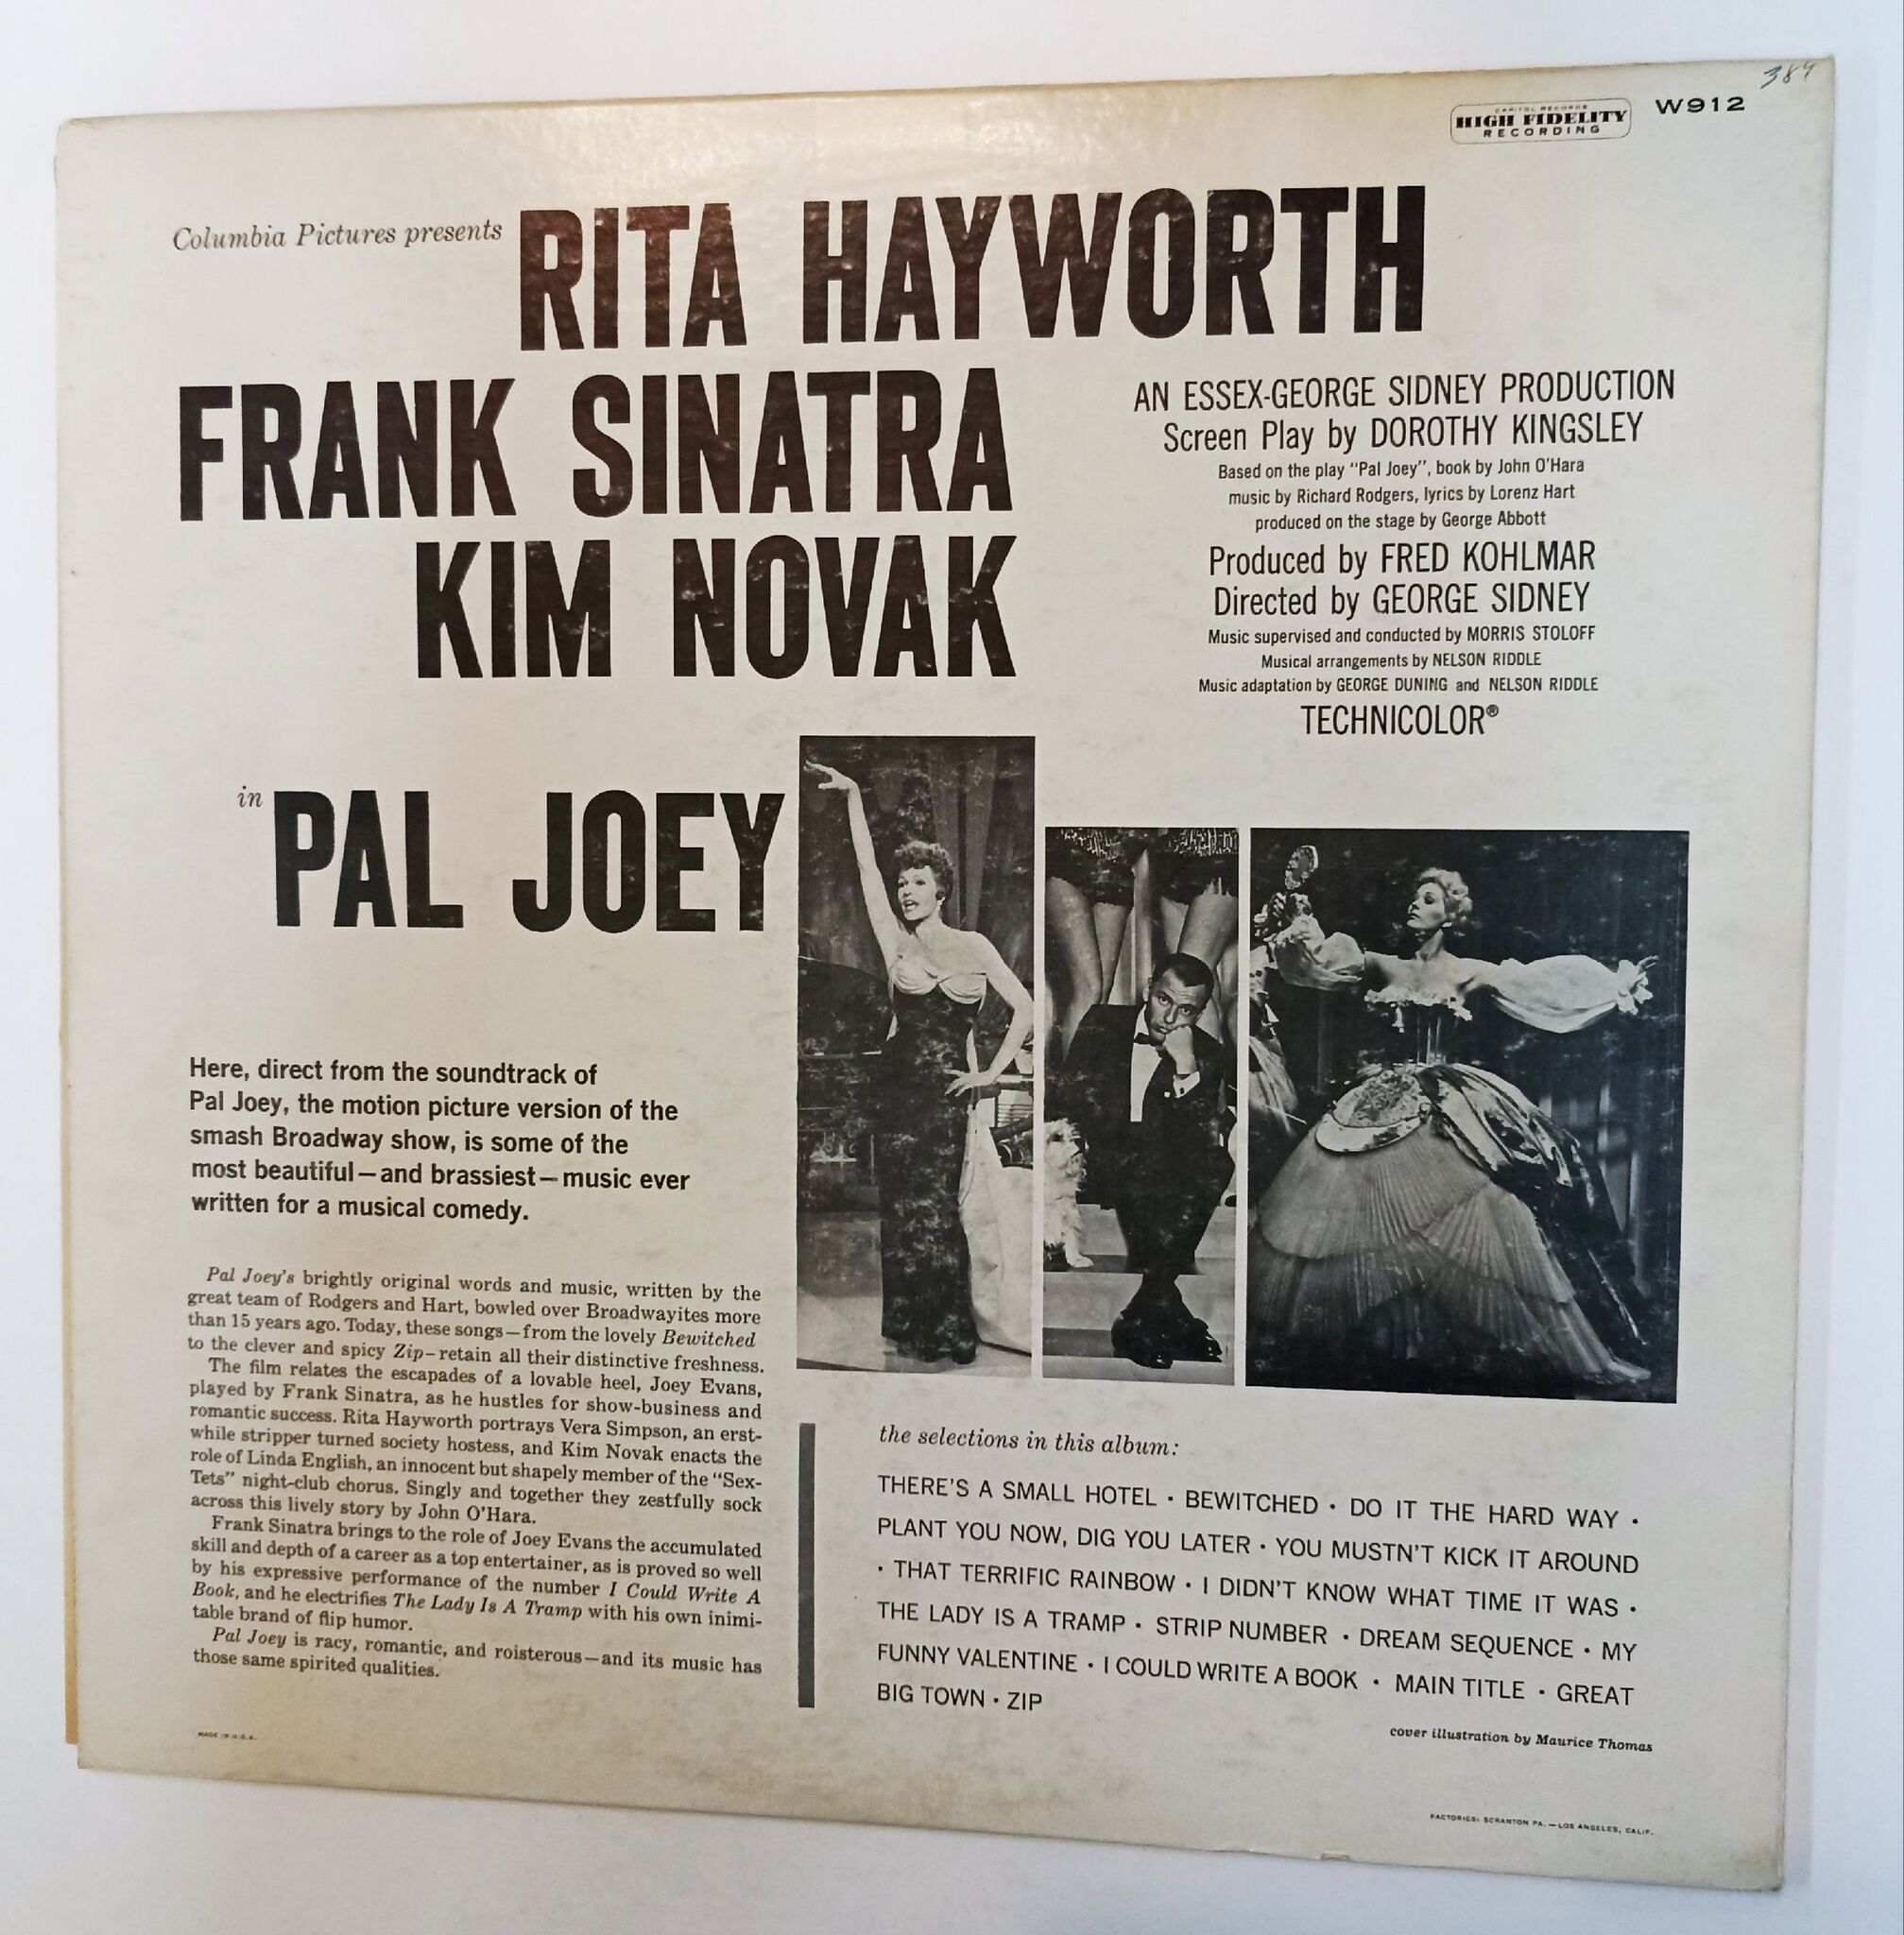 384
CAPITOL RECORDS
HIGH FIDELITY
RECORDING
W912
Columbia Pictures presents
RITA HAYWORTH
FRANK SINATRA
KIM NOVAK
in
PAL JOEY
AN ESSEX-GEORGE SIDNEY PRODUCTION
Screen Play by DOROTHY KINGSLEY
Based on the play “Pal Joey”, book by John O’Hara
music by Richard Rodgers, lyrics by Lorenz Hart
produced on the stage by George Abbott
Produced by FRED KOHLMAR
Directed by GEORGE SIDNEY
Music supervised and conducted by MORRIS STOLOFF
Musical arrangements by NELSON RIDDLE
Music adaptation by GEORGE DUNING and NELSON RIDDLE
TECHNICOLOR®
Here, direct from the soundtrack of
Pal Joey, the motion picture version of the
smash Broadway show, is some of the
most beautiful—and brassiest—music ever
written for a musical comedy.
Pal Joey’s brightly original words and music, written by the
great team of Rodgers and Hart, bowled over Broadwayites more
than 15 years ago. Today, these songs—from the lovely Bewitched
to the clever and spicy Zip—retain all their distinctive freshness.
The film relates the escapades of a lovable heel, Joey Evans,
played by Frank Sinatra, as he hustles for show-business and
romantic success. Rita Hayworth portrays Vera Simpson, an erst-
while stripper turned society hostess, and Kim Novak enacts the
role of Linda English, an innocent but shapely member of the “Sex-
Tets” night-club chorus. Singly and together they zestfully sock
across this lively story by John O’Hara.
Frank Sinatra brings to the role of Joey Evans the accumulated
skill and depth of a career as a top entertainer, as is proved so well
by his expressive performance of the number I Could Write A
Book, and he electrifies The Lady Is A Tramp with his own inimi-
table brand of flip humor.
Pal Joey is racy, romantic, and roisterous—and its music has
those same spirited qualities.
MADE IN U.S.A.
the selections in this album:
THERE’S A SMALL HOTEL · BEWITCHED · DO IT THE HARD WAY ·
PLANT YOU NOW, DIG YOU LATER · YOU MUSTN’T KICK IT AROUND
· THAT TERRIFIC RAINBOW · I DIDN’T KNOW WHAT TIME IT WAS ·
THE LADY IS A TRAMP · STRIP NUMBER · DREAM SEQUENCE · MY
FUNNY VALENTINE · I COULD WRITE A BOOK · MAIN TITLE · GREAT
BIG TOWN · ZIP
cover illustration by Maurice Thomas
FACTORIES: SCRANTON PA. — LOS ANGELES, CALIF.